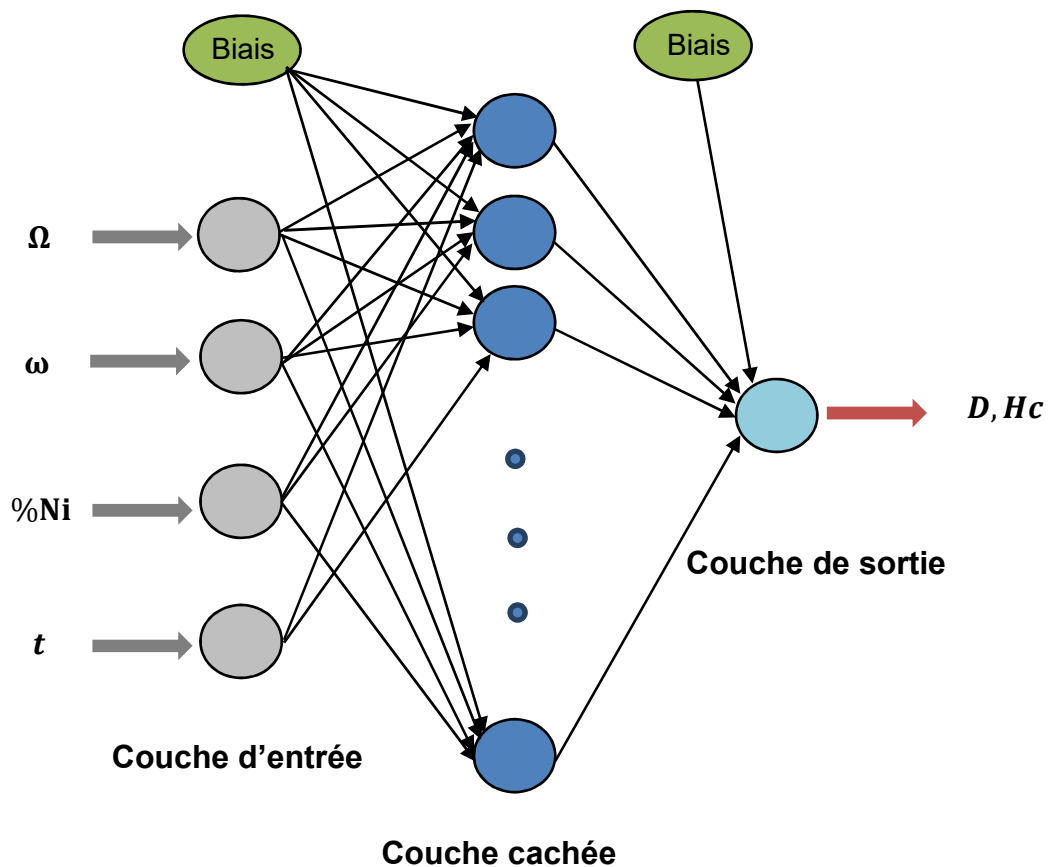 Biais
Biais
Ω
ω
%Ni
t
D, Hc
Couche de sortie
Couche d’entrée
Couche cachée